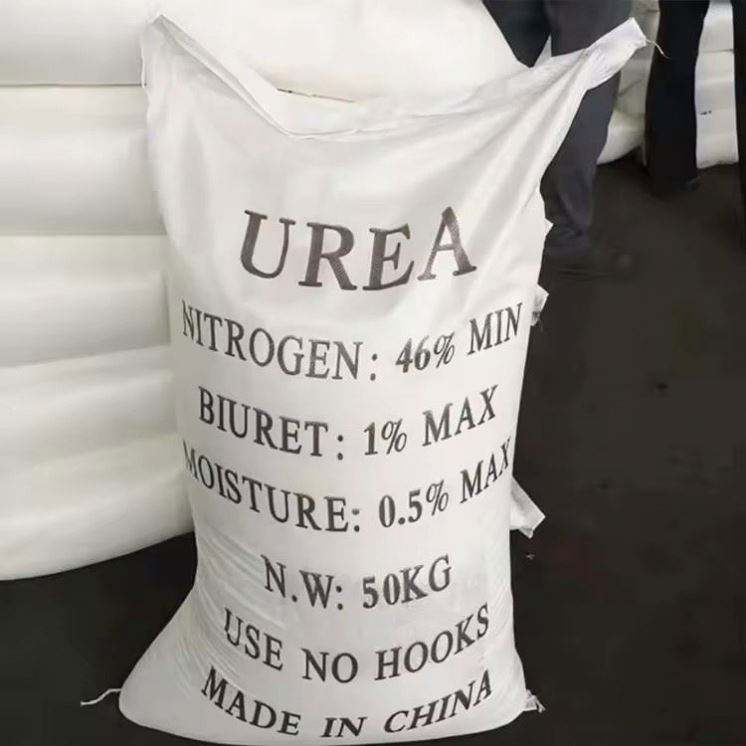 UREA
NITROGEN: 46% MIN
BIURET: 1% MAX
MOISTURE: 0.5% MAX
N.W: 50KG
USE NO HOOKS
MADE IN CHINA